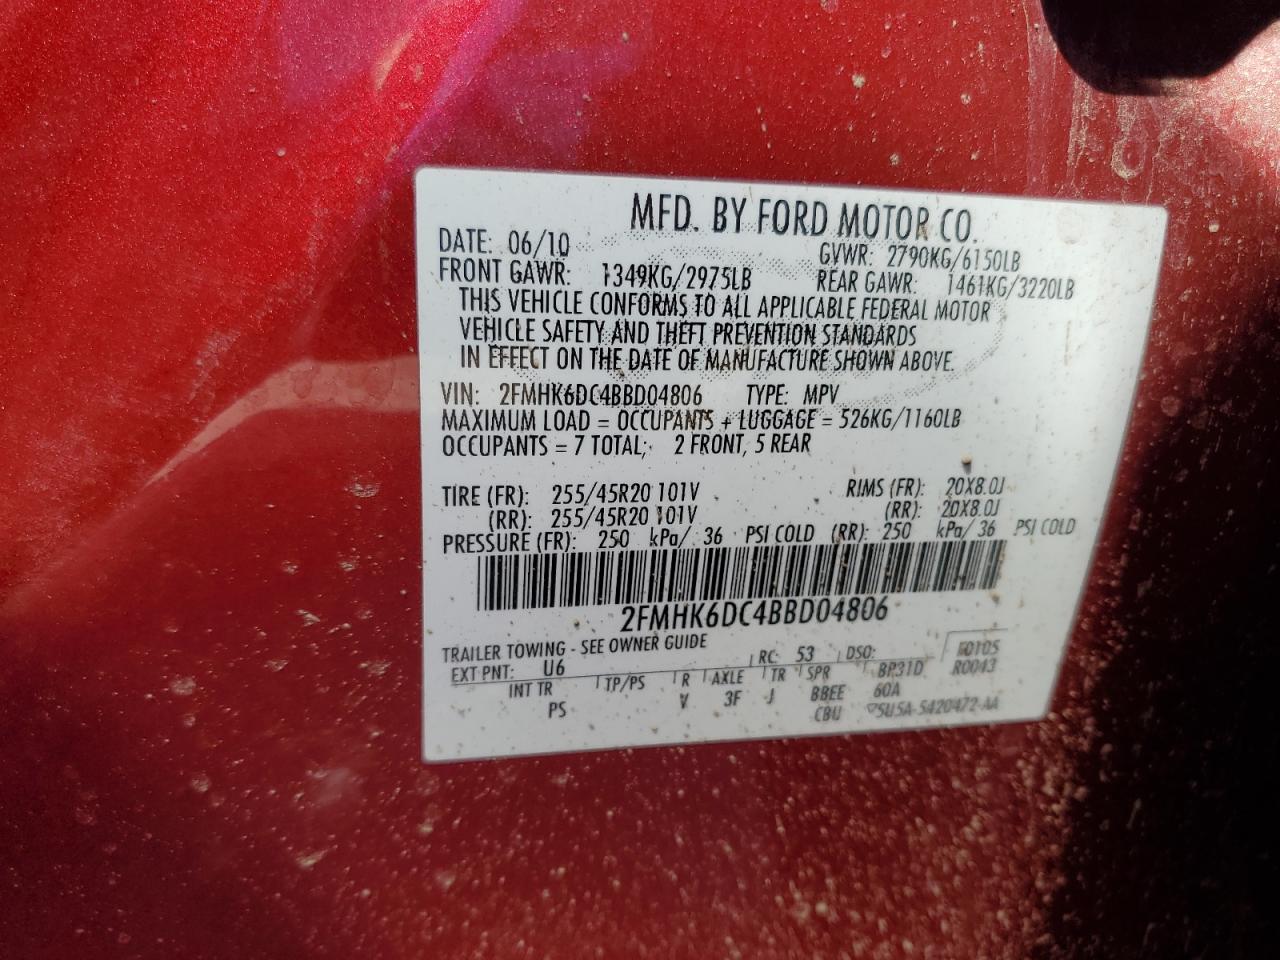 MFD. BY FORD MOTOR CO.
DATE: 06/10 GVWR: 2790KG/6150LB
FRONT GAWR: 1349KG/2975LB REAR GAWR: 1461KG/3220LB
THIS VEHICLE CONFORMS TO ALL APPLICABLE FEDERAL MOTOR
VEHICLE SAFETY AND THEFT PREVENTION STANDARDS
IN EFFECT ON THE DATE OF MANUFACTURE SHOWN ABOVE.
VIN: 2FMHK6DC4BBD04806 TYPE: MPV
MAXIMUM LOAD = OCCUPANTS + LUGGAGE = 526KG/1160LB
OCCUPANTS = 7 TOTAL; 2 FRONT, 5 REAR
TIRE (FR): 255/45R20 101V RIMS (FR): 20X8.0J
(RR): 255/45R20 101V (RR): 20X8.0J
PRESSURE (FR): 250 kPa/ 36 PSI COLD (RR): 250 kPa/ 36 PSI COLD
2FMHK6DC4BBD04806
TRAILER TOWING - SEE OWNER GUIDE
EXT PNT: U6 RC: 53 DSO: R0043
INT TR TP/PS R AXLE TR SPR BP31D
PS V 3F J BBEE 60A
CBU